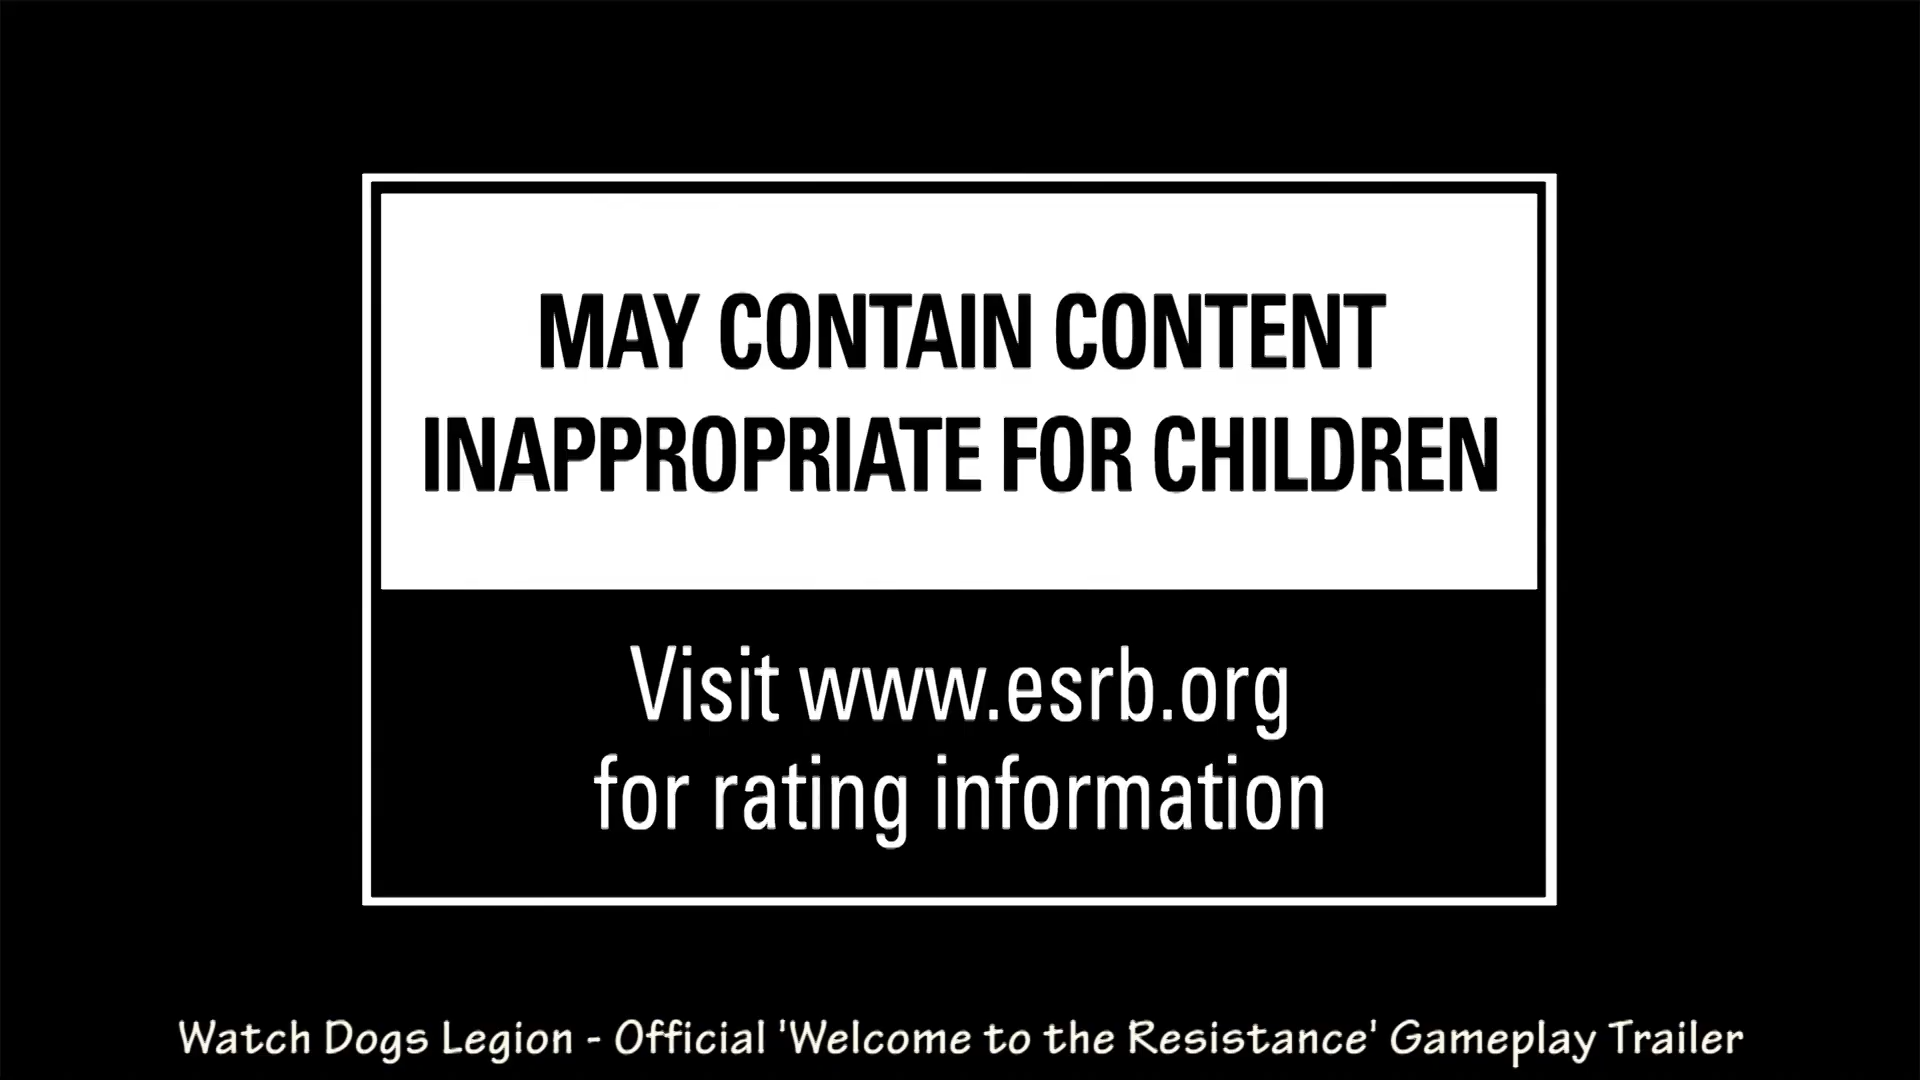 MAY CONTAIN CONTENT
INAPPROPRIATE FOR CHILDREN
Visit www.esrb.org
for rating information
Watch Dogs Legion - Official 'Welcome to the Resistance' Gameplay Trailer